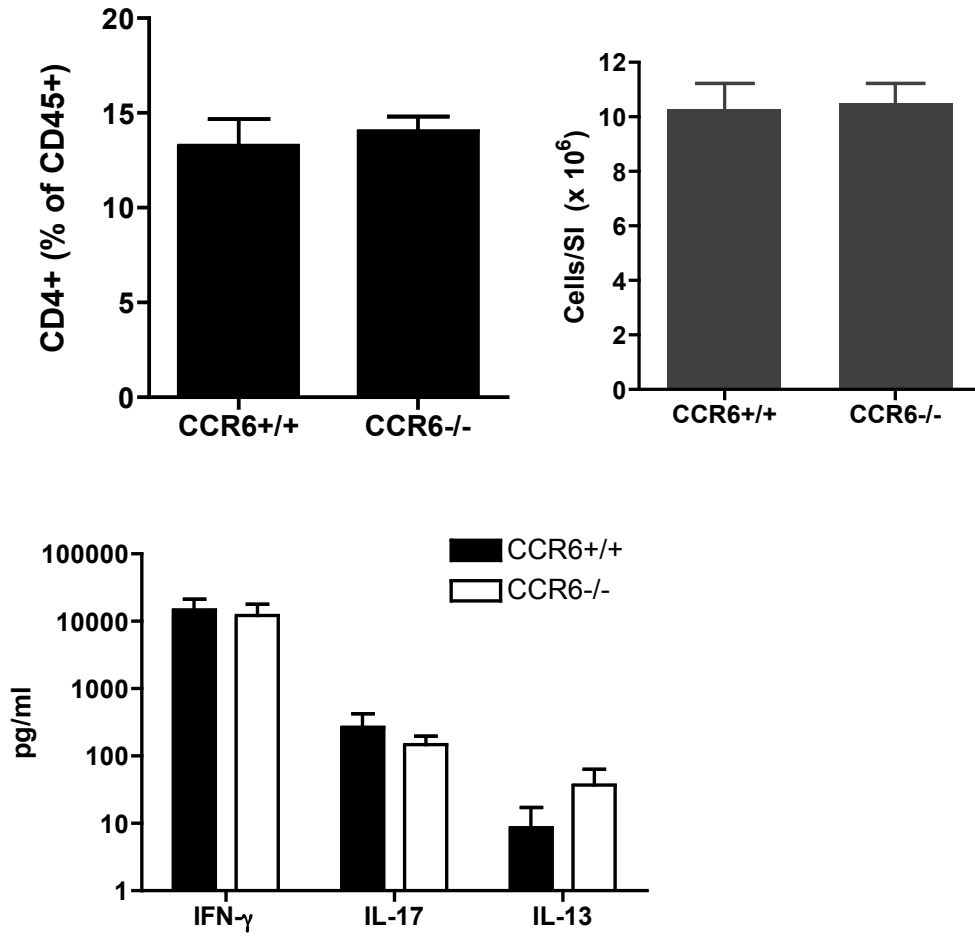 CD4+ (% of CD45+)
20
15
10
5
0
CCR6+/+ CCR6-/-
Cells/SI (x 10⁶)
12
10
8
6
4
2
0
CCR6+/+ CCR6-/-
CCR6+/+
CCR6-/-
pg/ml
100000
10000
1000
100
10
1
IFN-γ IL-17 IL-13